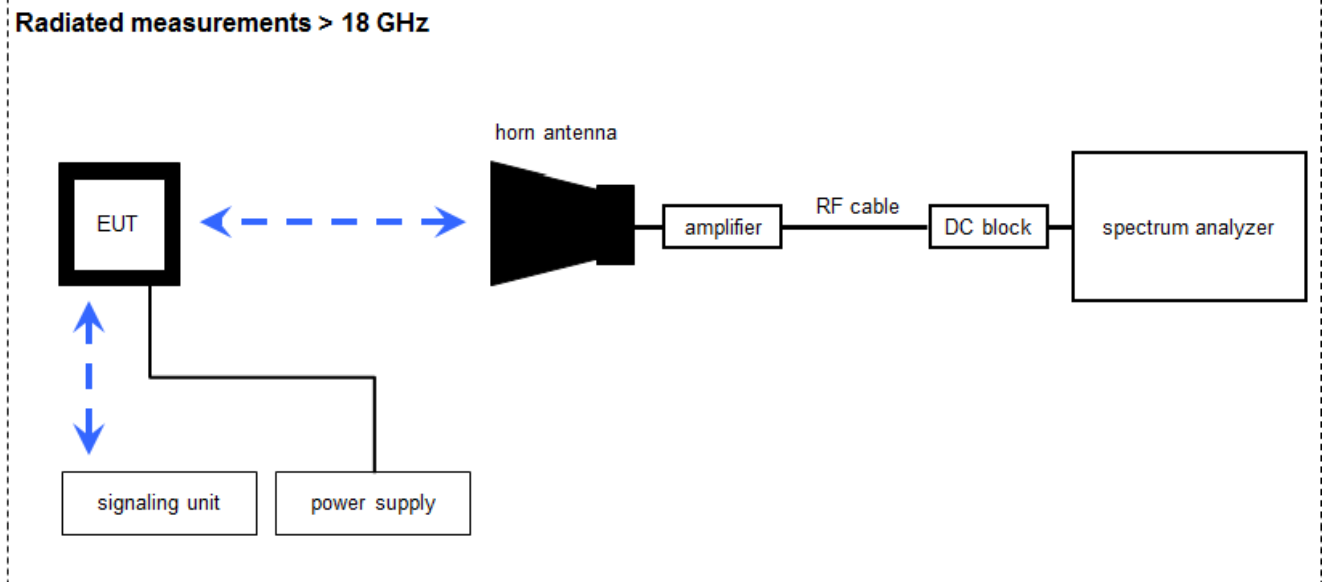 Radiated measurements > 18 GHz
horn antenna
EUT
amplifier
RF cable
DC block
spectrum analyzer
signaling unit
power supply